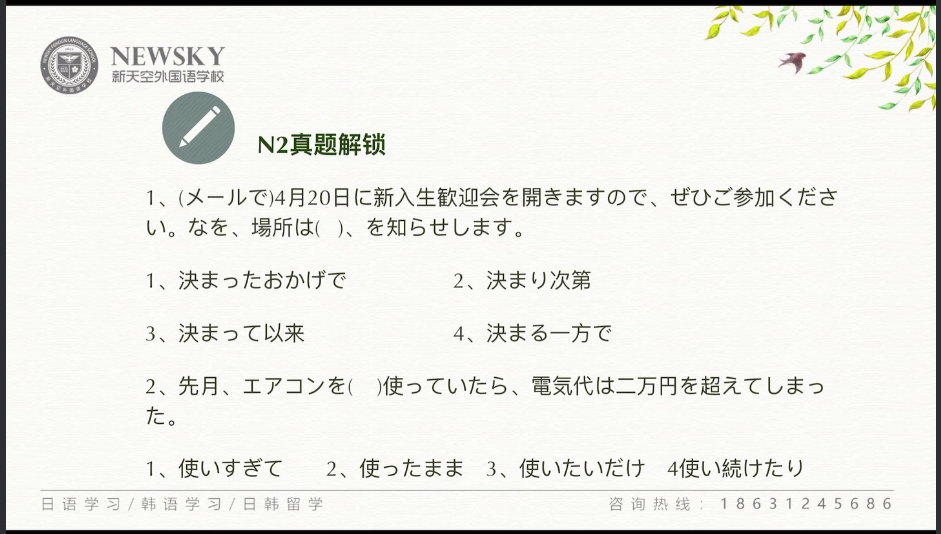 NEWSKY
新天空外国语学校
N2真题解锁
1、(メールで)4月20日に新入生歓迎会を開きますので、ぜひご参加くださ
い。なを、場所は(   )、を知らせします。
1、決まったおかげで 2、決まり次第
3、決まって以来 4、決まる一方で
2、先月、エアコンを(   )使っていたら、電気代は二万円を超えてしまっ
た。
1、使いすぎて 2、使ったまま 3、使いたいだけ 4使い続けたり
日语学习/韩语学习/日韩留学 咨询热线：18631245686